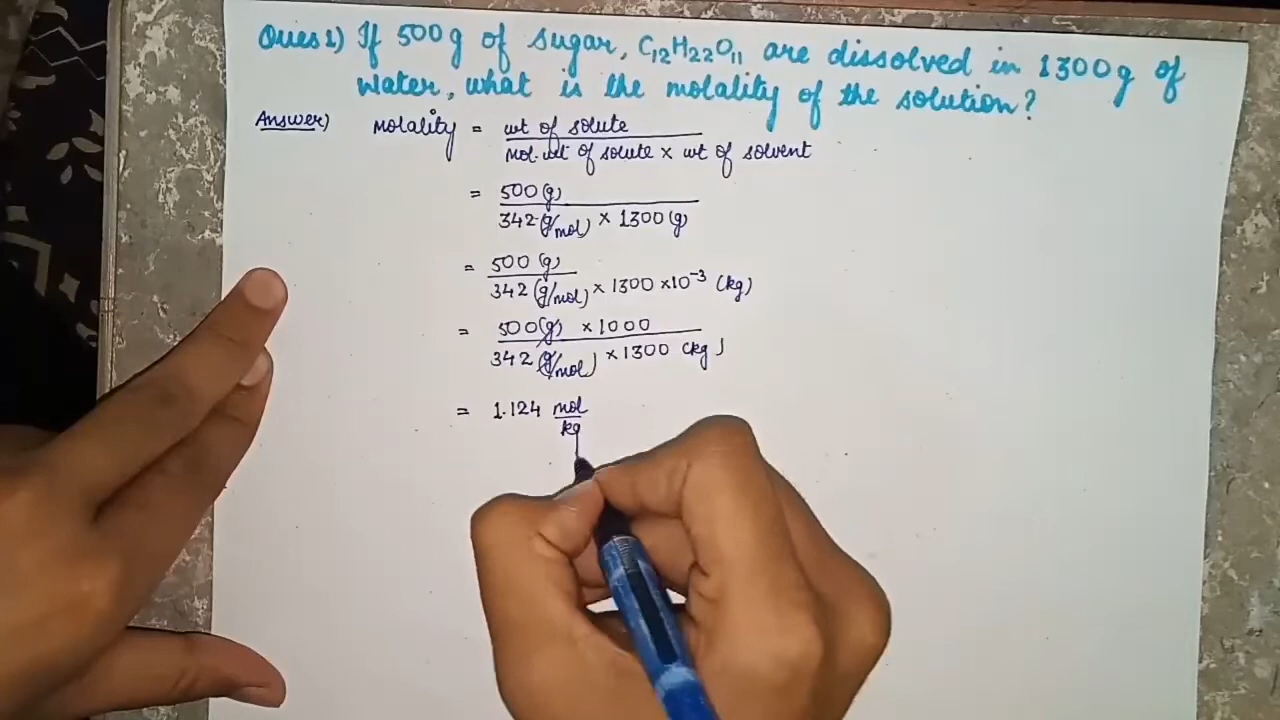 Ques 2) If 500g of sugar, C₁₂H₂₂O₁₁ are dissolved in 1300g of
water, what is the molality of the solution?
Answer) Molality = wt of solute
mol. wt of solute × wt of solvent
= 500 (g)
342 (g/mol) × 1300 (g)
= 500 (g)
342 (g/mol) × 1300 ×10⁻³ (kg)
= 500 (g) ×1000
342 (g/mol) ×1300 (kg)
= 1.124 mol
kg